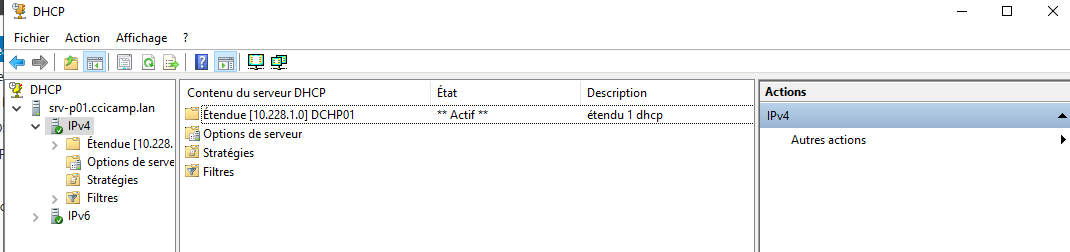 DHCP
Fichier Action Affichage ?
DHCP
srv-p01.ccicamp.lan
IPv4
Étendue [10.228.
Options de serve
Stratégies
Filtres
IPv6
Contenu du serveur DHCP État Description
Étendue [10.228.1.0] DCHP01 ** Actif ** étendu 1 dhcp
Options de serveur
Stratégies
Filtres
Actions
IPv4
Autres actions